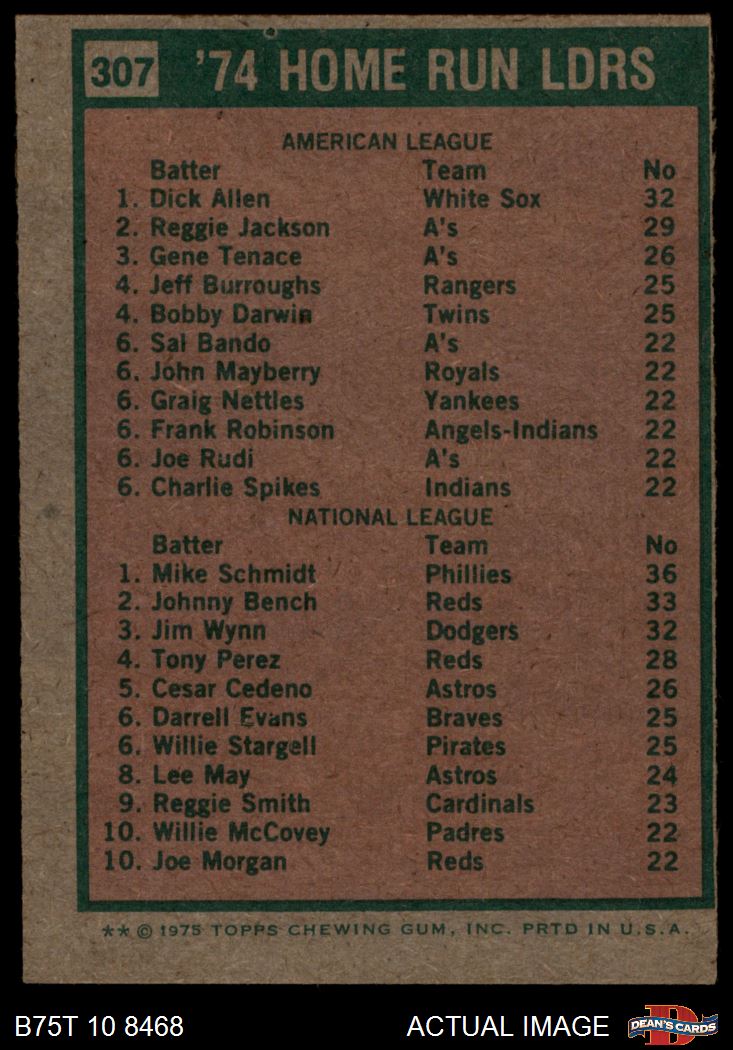 307 '74 HOME RUN LDRS
AMERICAN LEAGUE
Batter Team No
1. Dick Allen White Sox 32
2. Reggie Jackson A's 29
3. Gene Tenace A's 26
4. Jeff Burroughs Rangers 25
4. Bobby Darwin Twins 25
6. Sal Bando A's 22
6. John Mayberry Royals 22
6. Graig Nettles Yankees 22
6. Frank Robinson Angels-Indians 22
6. Joe Rudi A's 22
6. Charlie Spikes Indians 22
NATIONAL LEAGUE
Batter Team No
1. Mike Schmidt Phillies 36
2. Johnny Bench Reds 33
3. Jim Wynn Dodgers 32
4. Tony Perez Reds 28
5. Cesar Cedeno Astros 26
6. Darrell Evans Braves 25
6. Willie Stargell Pirates 25
8. Lee May Astros 24
9. Reggie Smith Cardinals 23
10. Willie McCovey Padres 22
10. Joe Morgan Reds 22
** © 1975 TOPPS CHEWING GUM, INC. PRTD IN U.S.A.
B75T 10 8468 ACTUAL IMAGE D DEAN'S CARDS